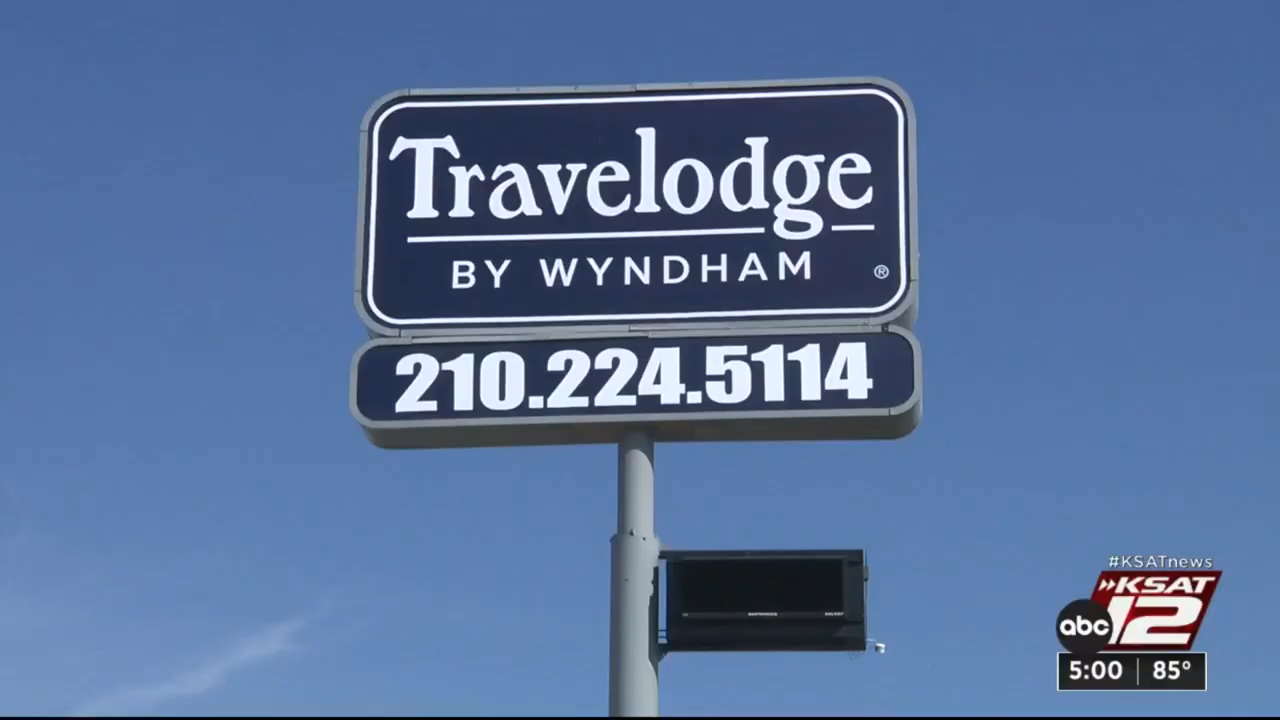 Travelodge
BY WYNDHAM ®
210.224.5114
#KSATnews
KSAT
abc 12
5:00 | 85°